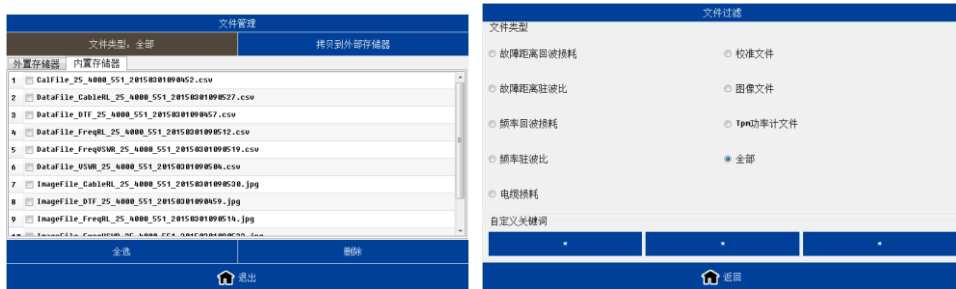 文件管理
文件类型：全部
拷贝到外部存储器
外置存储器 内置存储器
1 CalFile_25_4000_551_20150301090452.csv
2 DataFile_CableRL_25_4000_551_20150301090527.csv
3 DataFile_DTF_25_4000_551_20150301090457.csv
4 DataFile_FreqRL_25_4000_551_20150301090512.csv
5 DataFile_FreqVSWR_25_4000_551_20150301090519.csv
6 DataFile_VSWR_25_4000_551_20150301090504.csv
7 ImageFile_CableRL_25_4000_551_20150301090530.jpg
8 ImageFile_DTF_25_4000_551_20150301090459.jpg
9 ImageFile_FreqRL_25_4000_551_20150301090514.jpg
全选
删除
退出
文件过滤
文件类型
故障距离回波损耗
校准文件
故障距离驻波比
图像文件
频率回波损耗
Tpm功率计文件
频率驻波比
全部
电缆损耗
自定义关键词
* * *
返回